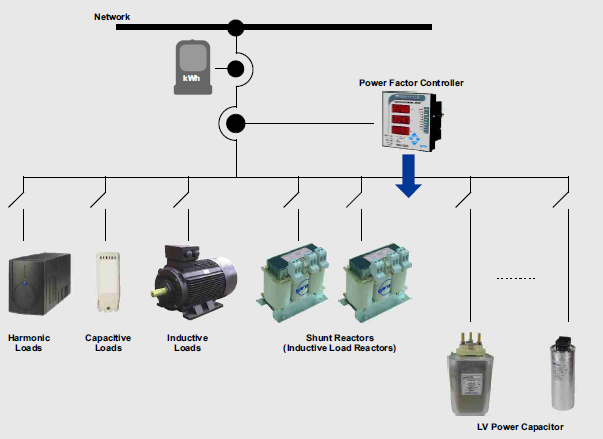 Network
kWh
Power Factor Controller
Harmonic
Loads
Capacitive
Loads
Inductive
Loads
Shunt Reactors
(Inductive Load Reactors)
LV Power Capacitor